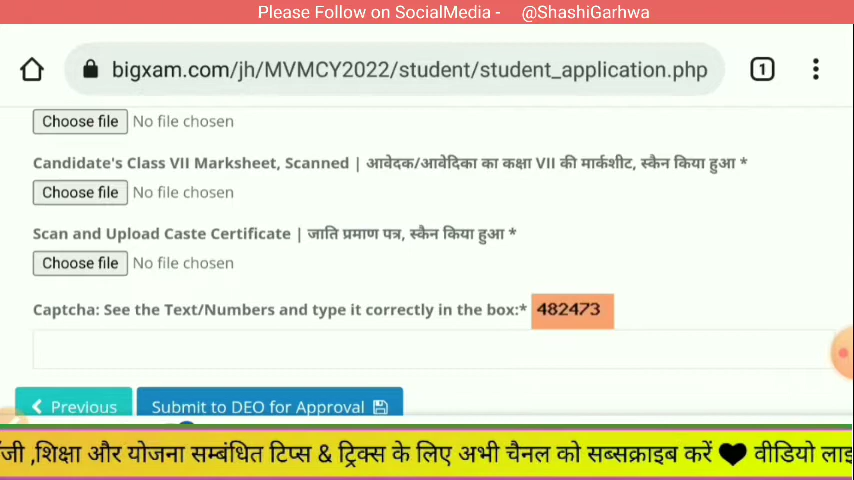 Please Follow on SocialMedia - @ShashiGarhwa
bigxam.com/jh/MVMCY2022/student/student_application.php 1
Choose file No file chosen
Candidate's Class VII Marksheet, Scanned | आवेदक/आवेदिका का कक्षा VII की मार्कशीट, स्कैन किया हुआ *
Choose file No file chosen
Scan and Upload Caste Certificate | जाति प्रमाण पत्र, स्कैन किया हुआ *
Choose file No file chosen
Captcha: See the Text/Numbers and type it correctly in the box:* 482473
Previous Submit to DEO for Approval
,शिक्षा और योजना सम्बंधित टिप्स & ट्रिक्स के लिए अभी चैनल को सब्सक्राइब करें वीडियो